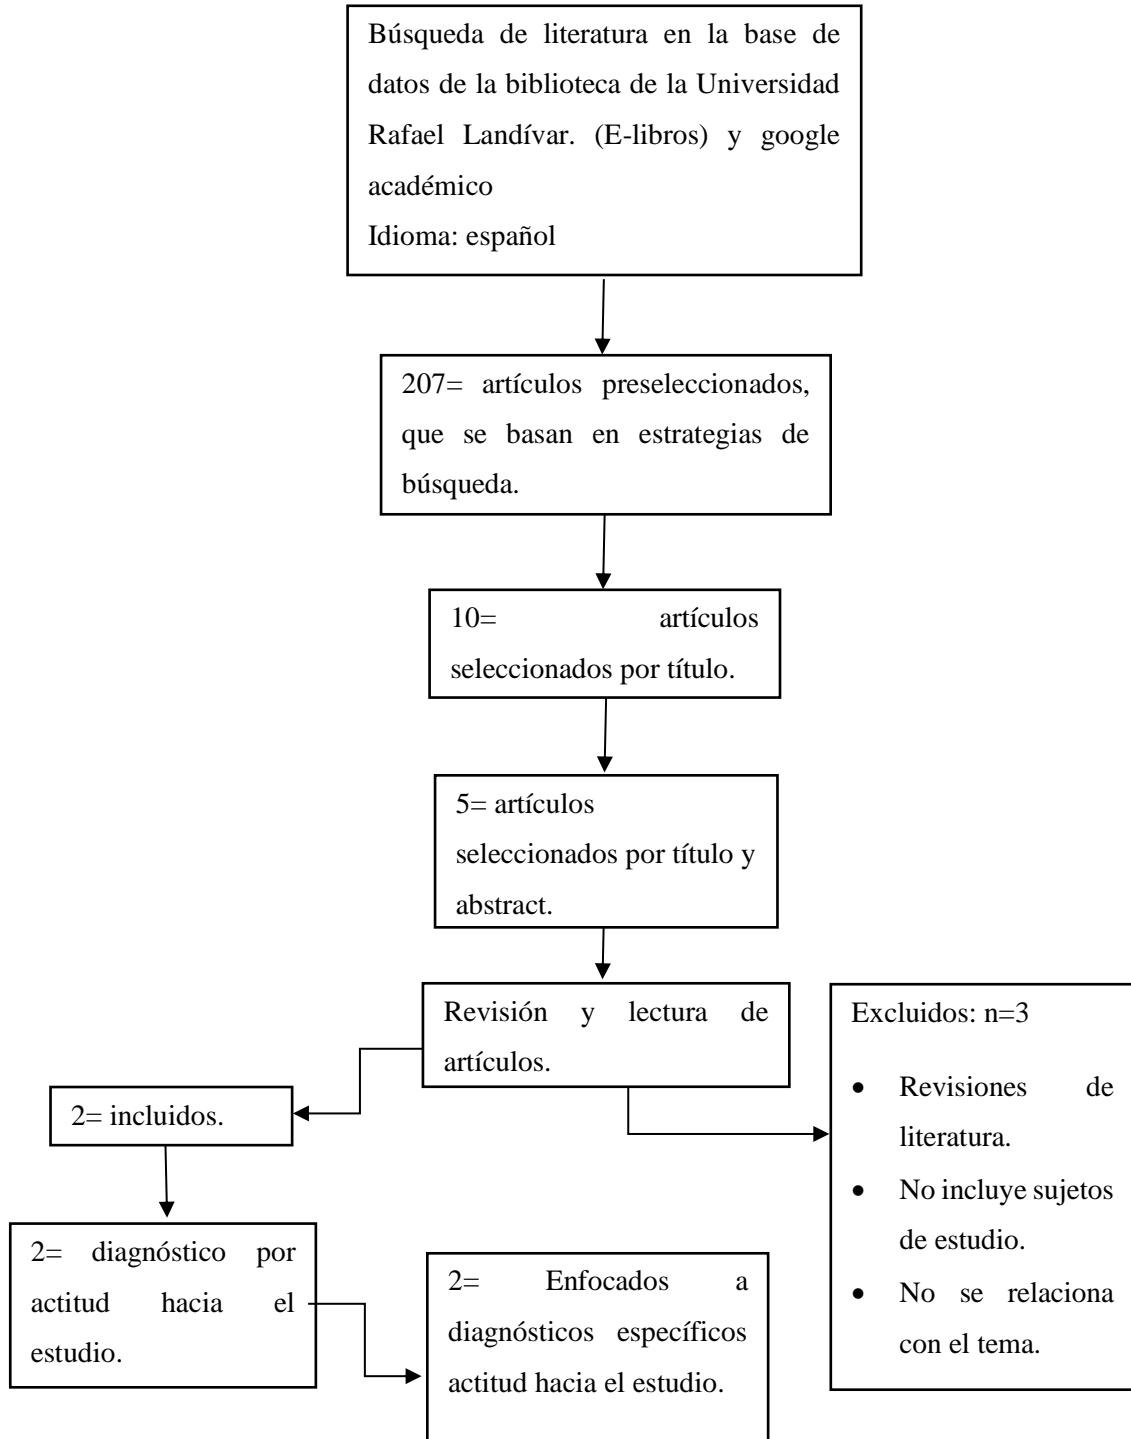 Búsqueda de literatura en la base de
datos de la biblioteca de la Universidad
Rafael Landívar. (E-libros) y google
académico
Idioma: español
207= artículos preseleccionados,
que se basan en estrategias de
búsqueda.
10= artículos
seleccionados por título.
5= artículos
seleccionados por título y
abstract.
Revisión y lectura de
artículos.
Excluidos: n=3
• Revisiones de
literatura.
• No incluye sujetos
de estudio.
• No se relaciona
con el tema.
2= incluidos.
2= diagnóstico por
actitud hacia el
estudio.
2= Enfocados a
diagnósticos específicos
actitud hacia el estudio.